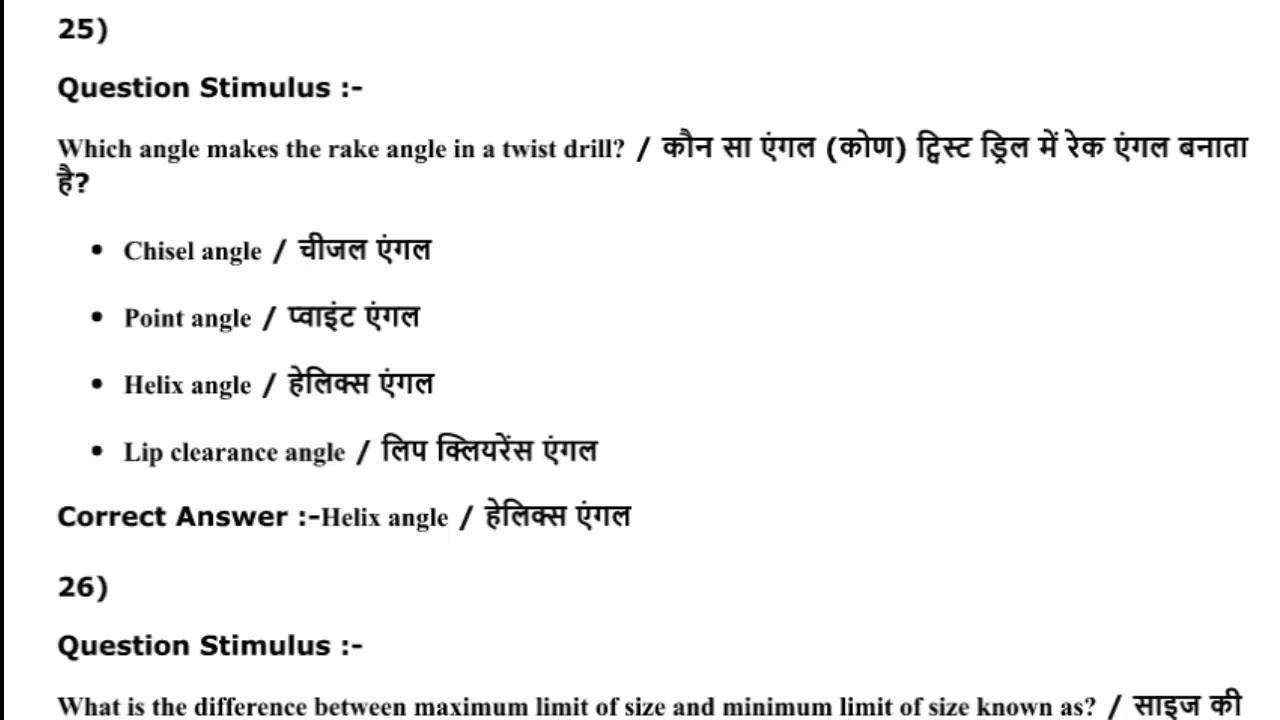 25)
Question Stimulus :-
Which angle makes the rake angle in a twist drill? / कौन सा एंगल (कोण) ट्विस्ट ड्रिल में रेक एंगल बनाता
है?
• Chisel angle / चीजल एंगल
• Point angle / प्वाइंट एंगल
• Helix angle / हेलिक्स एंगल
• Lip clearance angle / लिप क्लियरेंस एंगल
Correct Answer :-Helix angle / हेलिक्स एंगल
26)
Question Stimulus :-
What is the difference between maximum limit of size and minimum limit of size known as? / साइज की